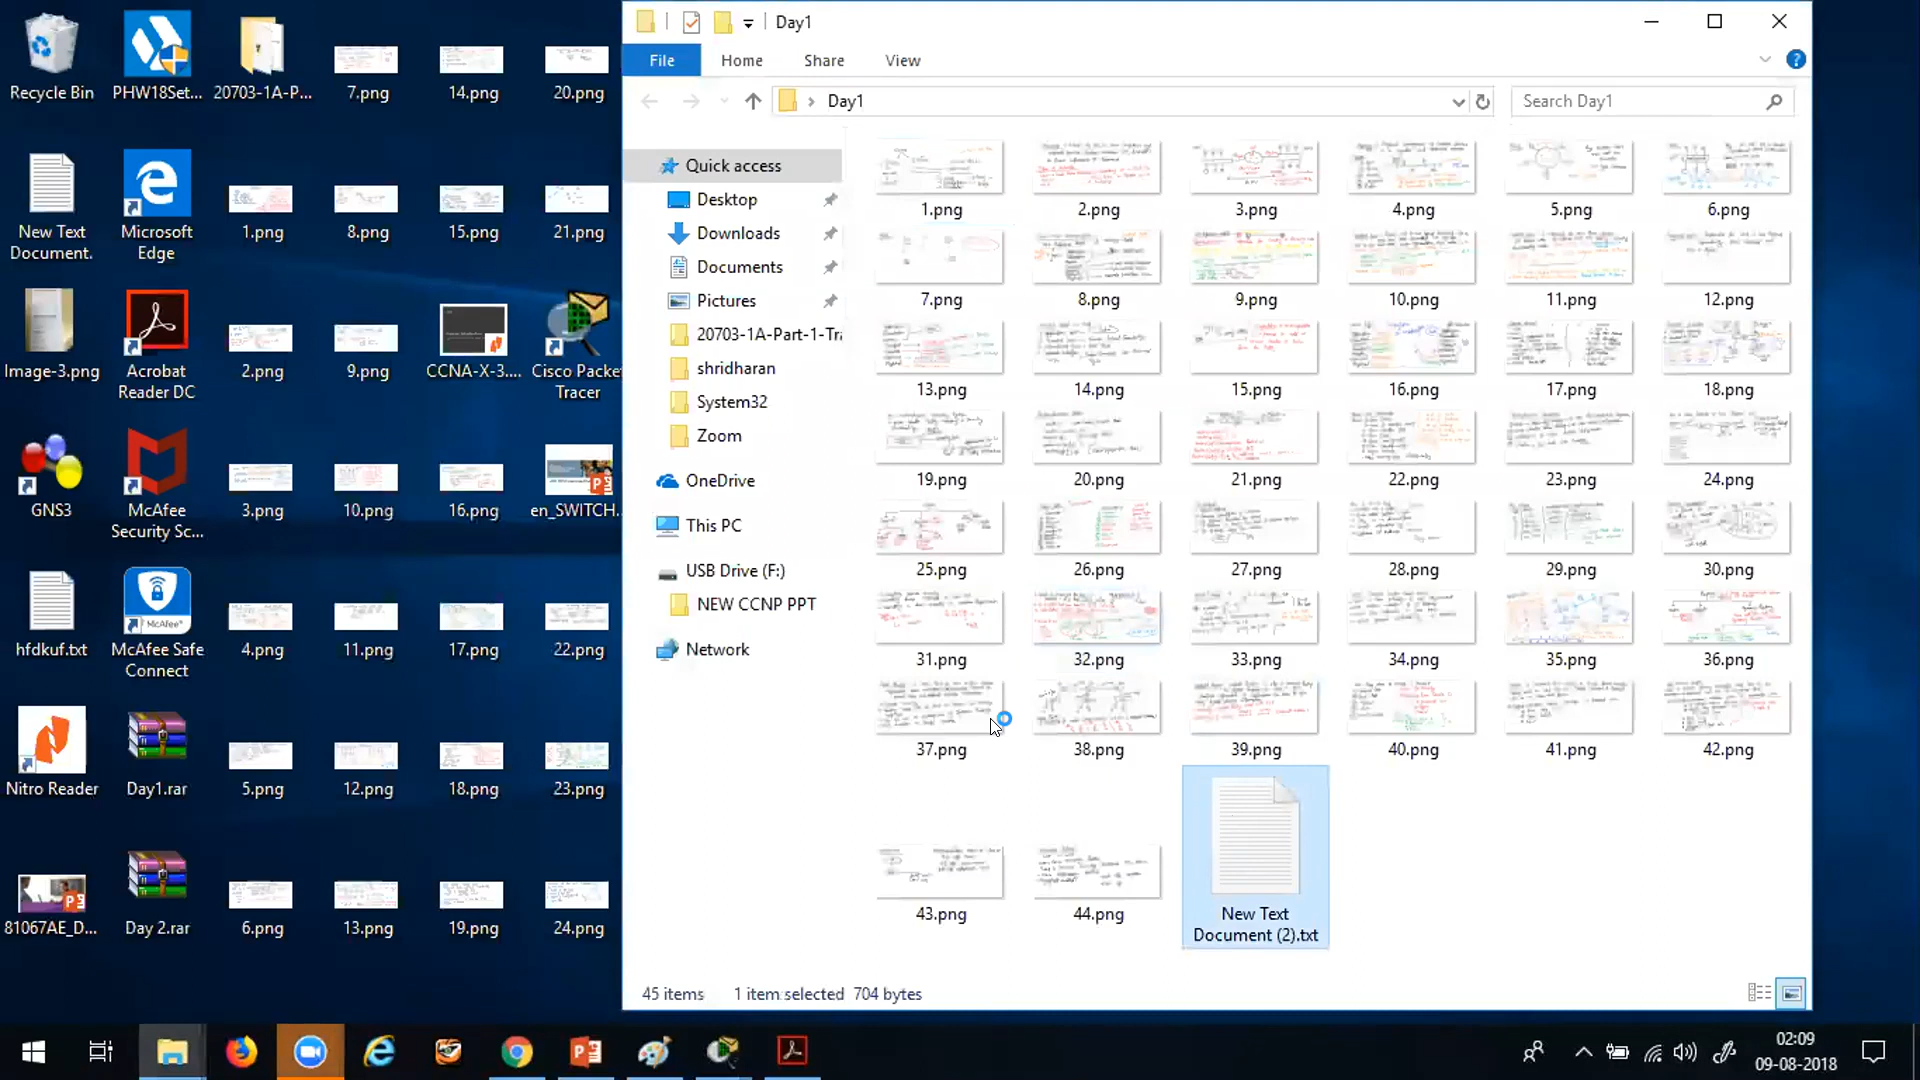 Recycle Bin
PHW18Set...
20703-1A-P...
7.png
14.png
20.png
New Text
Document.
Microsoft
Edge
1.png
8.png
15.png
21.png
Image-3.png
Acrobat
Reader DC
2.png
9.png
CCNA-X-3....
Cisco Packe
Tracer
GNS3
McAfee
Security Sc...
3.png
10.png
16.png
en_SWITCH.
hfdkuf.txt
McAfee Safe
Connect
4.png
11.png
17.png
22.png
Nitro Reader
Day1.rar
5.png
12.png
18.png
23.png
81067AE_D...
Day 2.rar
6.png
13.png
19.png
24.png
Day1
File
Home
Share
View
Day1
Search Day1
Quick access
Desktop
Downloads
Documents
Pictures
20703-1A-Part-1-Tra
shridharan
System32
Zoom
OneDrive
This PC
USB Drive (F:)
NEW CCNP PPT
Network
1.png
2.png
3.png
4.png
5.png
6.png
7.png
8.png
9.png
10.png
11.png
12.png
13.png
14.png
15.png
16.png
17.png
18.png
19.png
20.png
21.png
22.png
23.png
24.png
25.png
26.png
27.png
28.png
29.png
30.png
31.png
32.png
33.png
34.png
35.png
36.png
37.png
38.png
39.png
40.png
41.png
42.png
43.png
44.png
New Text
Document (2).txt
45 items
1 item selected 704 bytes
02:09
09-08-2018